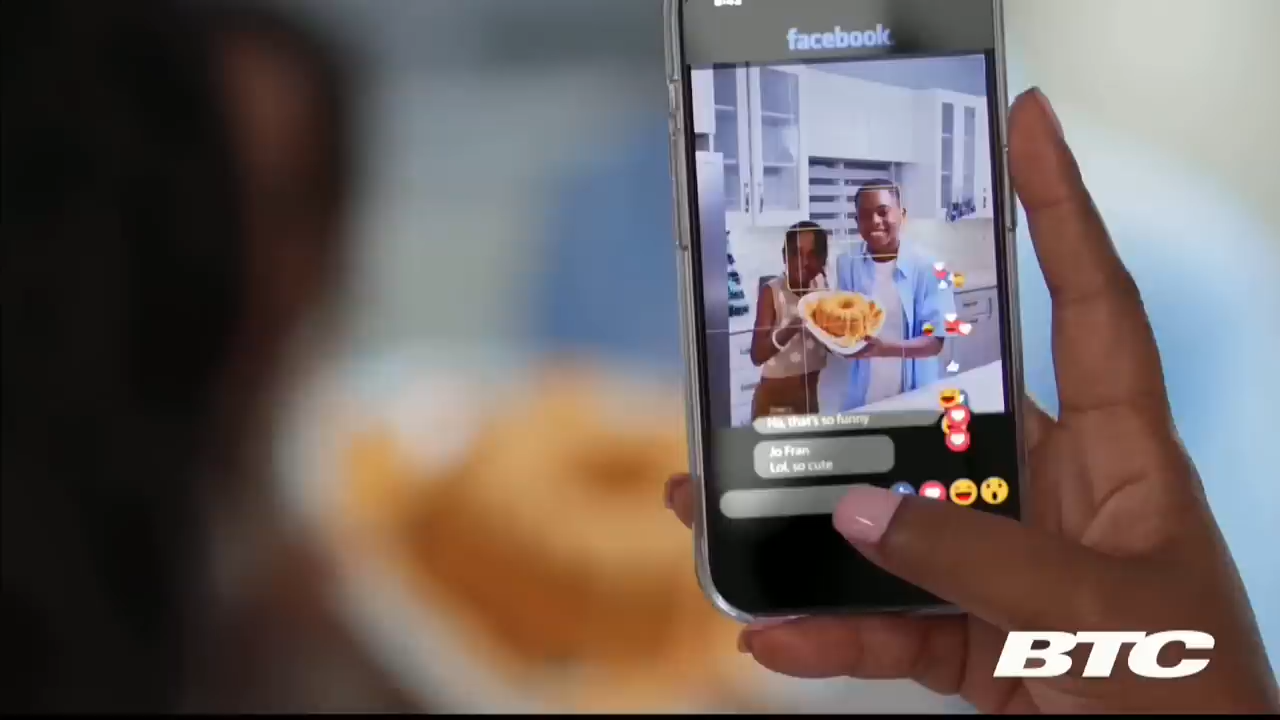 facebook
Ha, that's so funny
Jo Fran
Lol, so cute
BTC